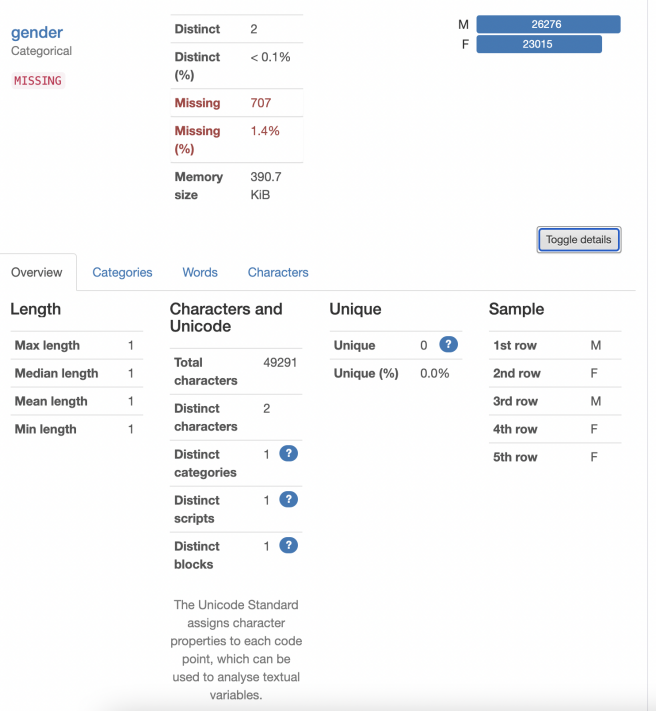 gender
Categorical
MISSING
Distinct 2
Distinct < 0.1%
(%)
Missing 707
Missing 1.4%
(%)
Memory 390.7
size KiB
M 26276
F 23015
Toggle details
Overview Categories Words Characters
Length
Max length 1
Median length 1
Mean length 1
Min length 1
Characters and
Unicode
Total 49291
characters
Distinct 2
characters
Distinct 1 ?
categories
Distinct 1 ?
scripts
Distinct 1 ?
blocks
The Unicode Standard
assigns character
properties to each code
point, which can be
used to analyse textual
variables.
Unique
Unique 0 ?
Unique (%) 0.0%
Sample
1st row M
2nd row F
3rd row M
4th row F
5th row F